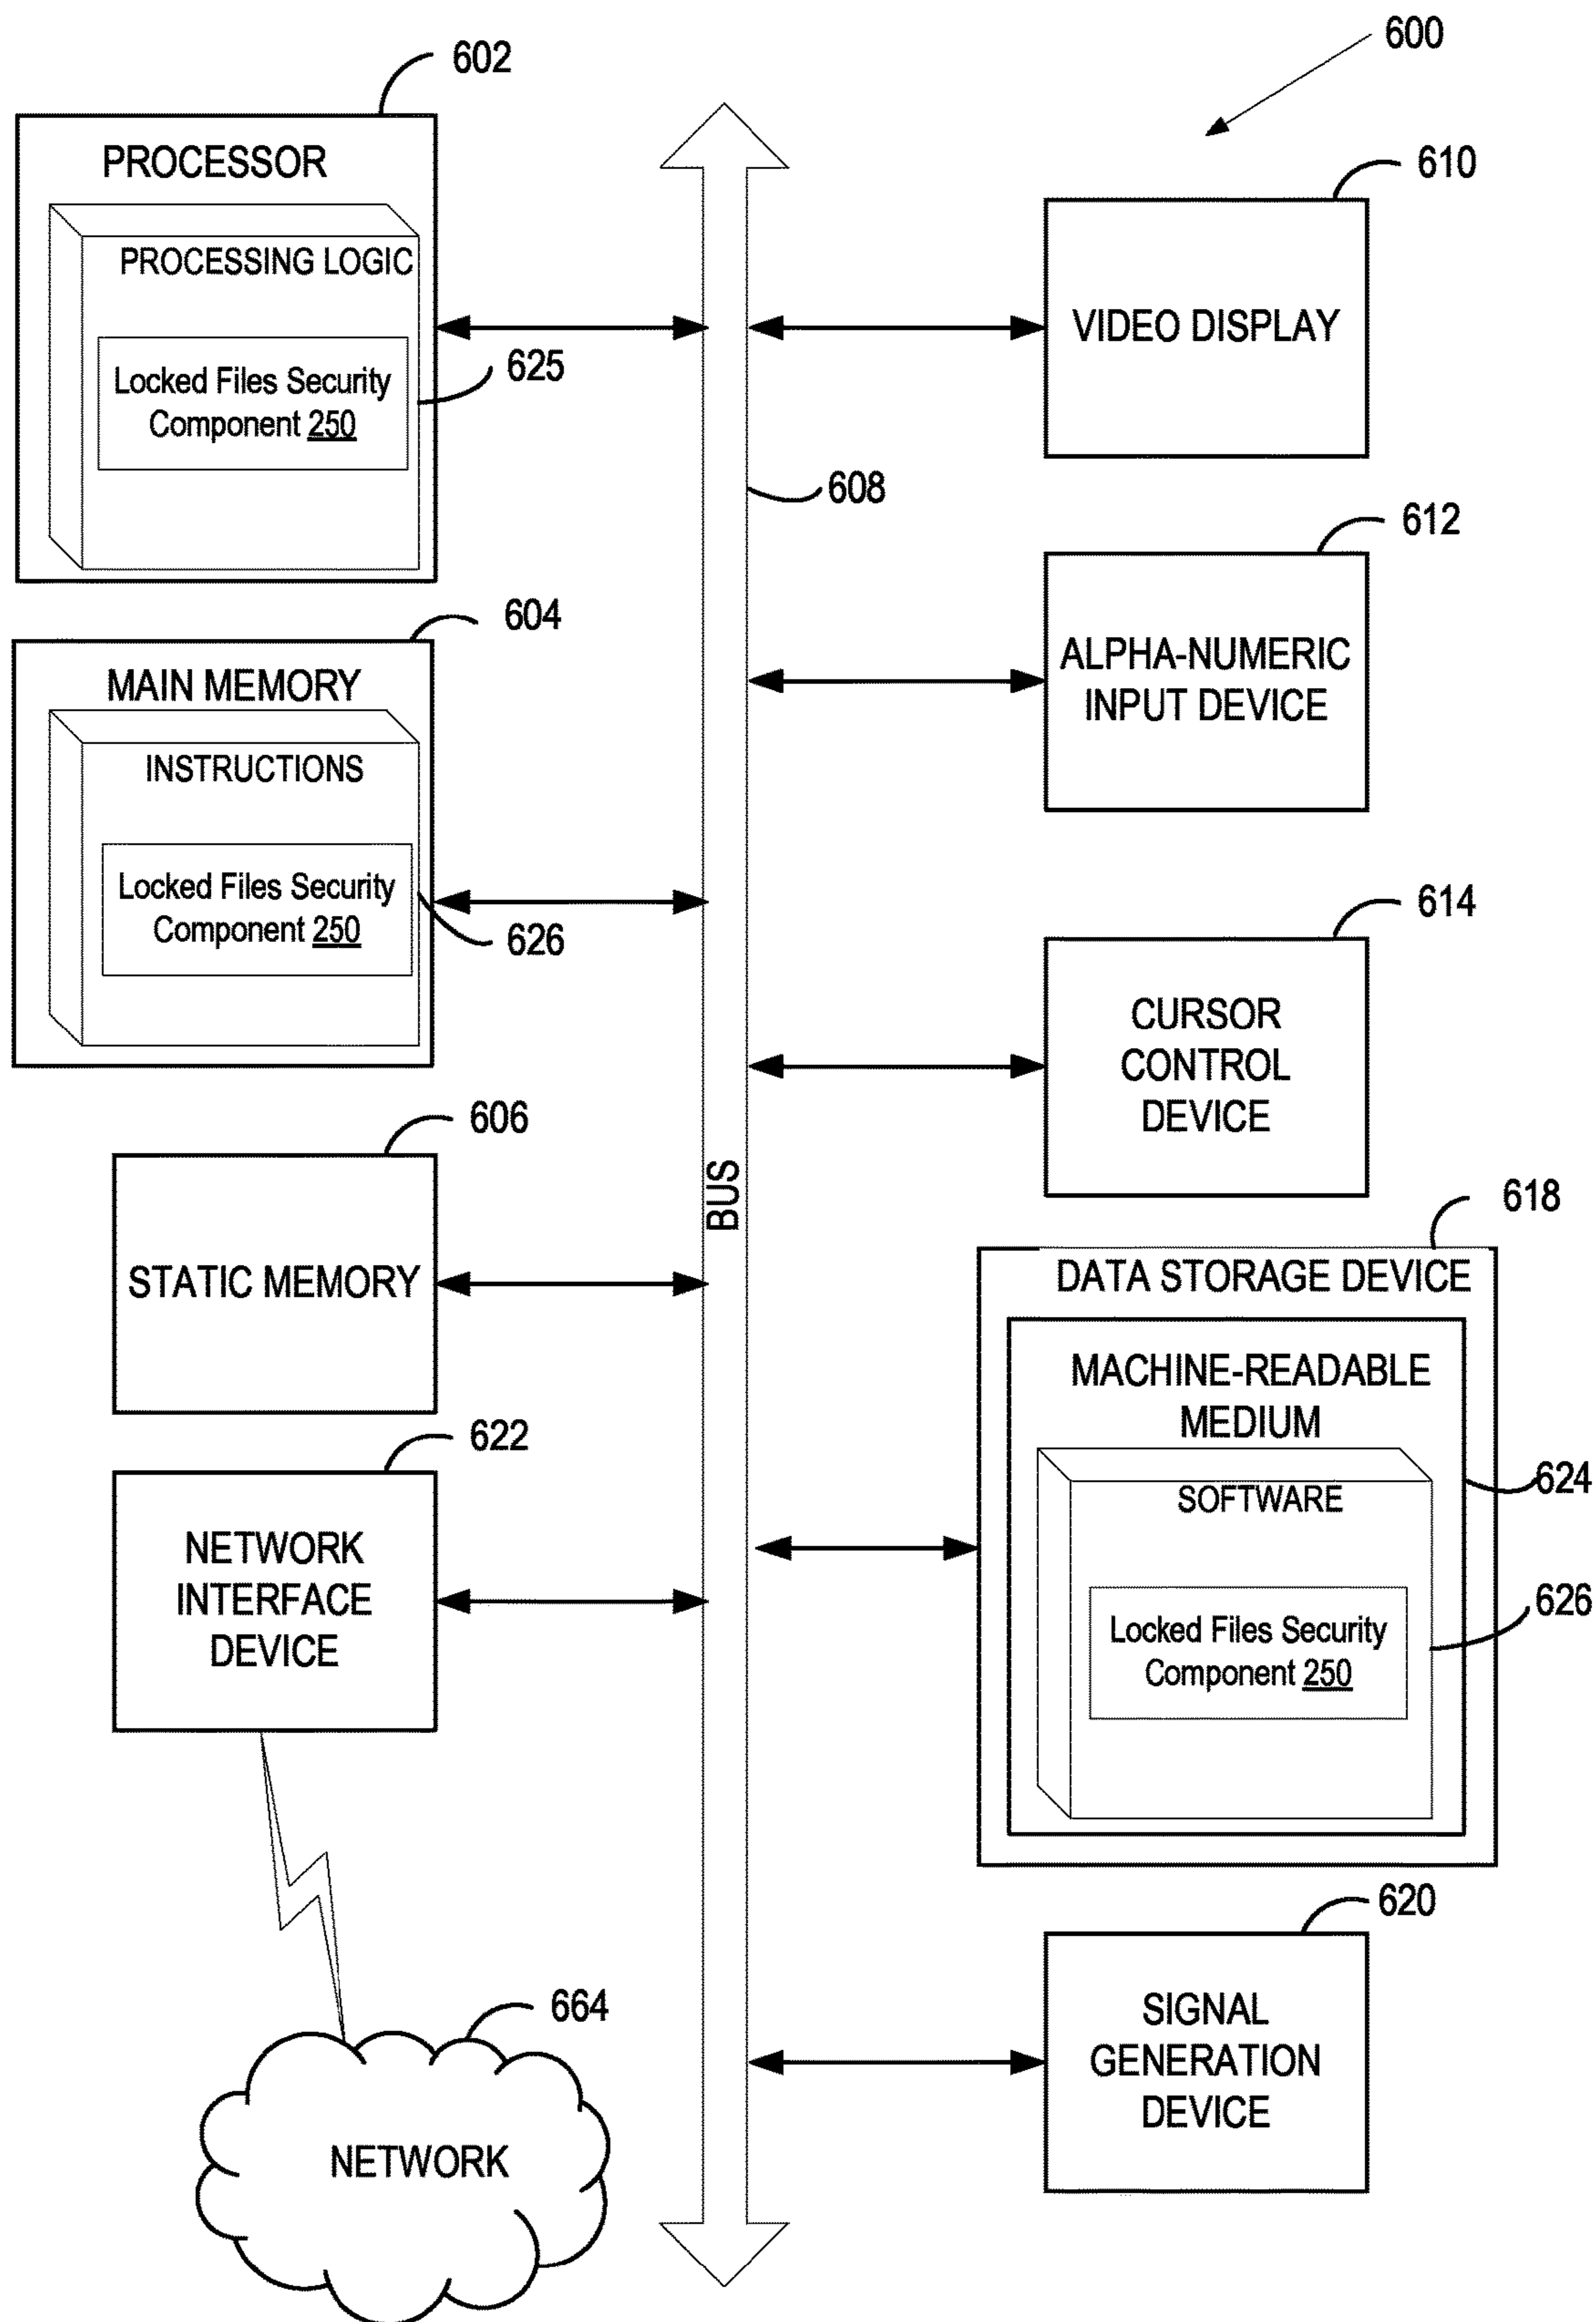 600
602
PROCESSOR
PROCESSING LOGIC
Locked Files Security
Component 250
625
604
MAIN MEMORY
INSTRUCTIONS
Locked Files Security
Component 250
626
606
STATIC MEMORY
622
NETWORK
INTERFACE
DEVICE
664
NETWORK
BUS
608
610
VIDEO DISPLAY
612
ALPHA-NUMERIC
INPUT DEVICE
614
CURSOR
CONTROL
DEVICE
618
DATA STORAGE DEVICE
MACHINE-READABLE
MEDIUM
624
SOFTWARE
Locked Files Security
Component 250
626
620
SIGNAL
GENERATION
DEVICE